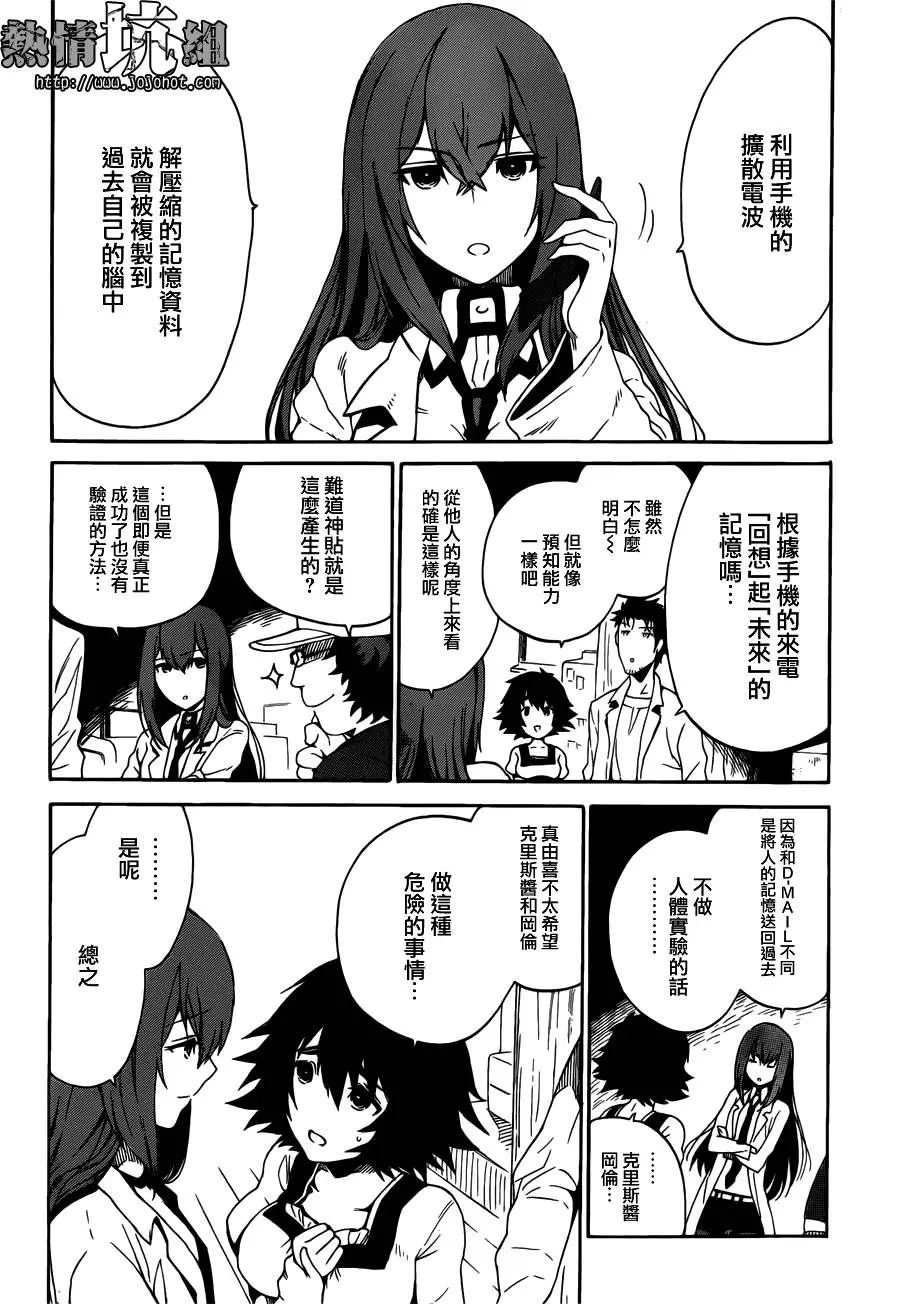 熱情坑組
http://www.jojohot.com
利用手機的
擴散電波
解壓縮的記憶資料
就會被複製到
過去自己的腦中
根據手機的來電
「回想」起「未來」的
記憶嗎…
雖然
不怎麼
明白～
但就像
預知能力
一樣吧
從他人的角度上來看
的確是這樣呢
難道神貼就是
這麼產生的?
…但是
這個即便真正
成功了也沒有
驗證的方法…
因為和D-MAIL不同
是將人的記憶送回過去
不做
人體實驗的話
………
……
克里斯醬
岡倫…
真由喜不太希望
克里斯醬和岡倫
做這種
危險的事情…
………
是呢
總之